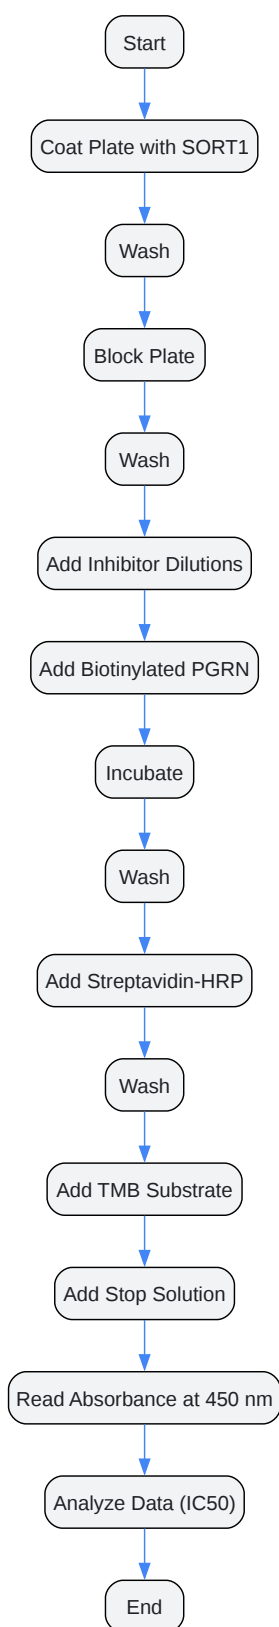 Start
Coat Plate with SORT1
Wash
Block Plate
Wash
Add Inhibitor Dilutions
Add Biotinylated PGRN
Incubate
Wash
Add Streptavidin-HRP
Wash
Add TMB Substrate
Add Stop Solution
Read Absorbance at 450 nm
Analyze Data (IC50)
End